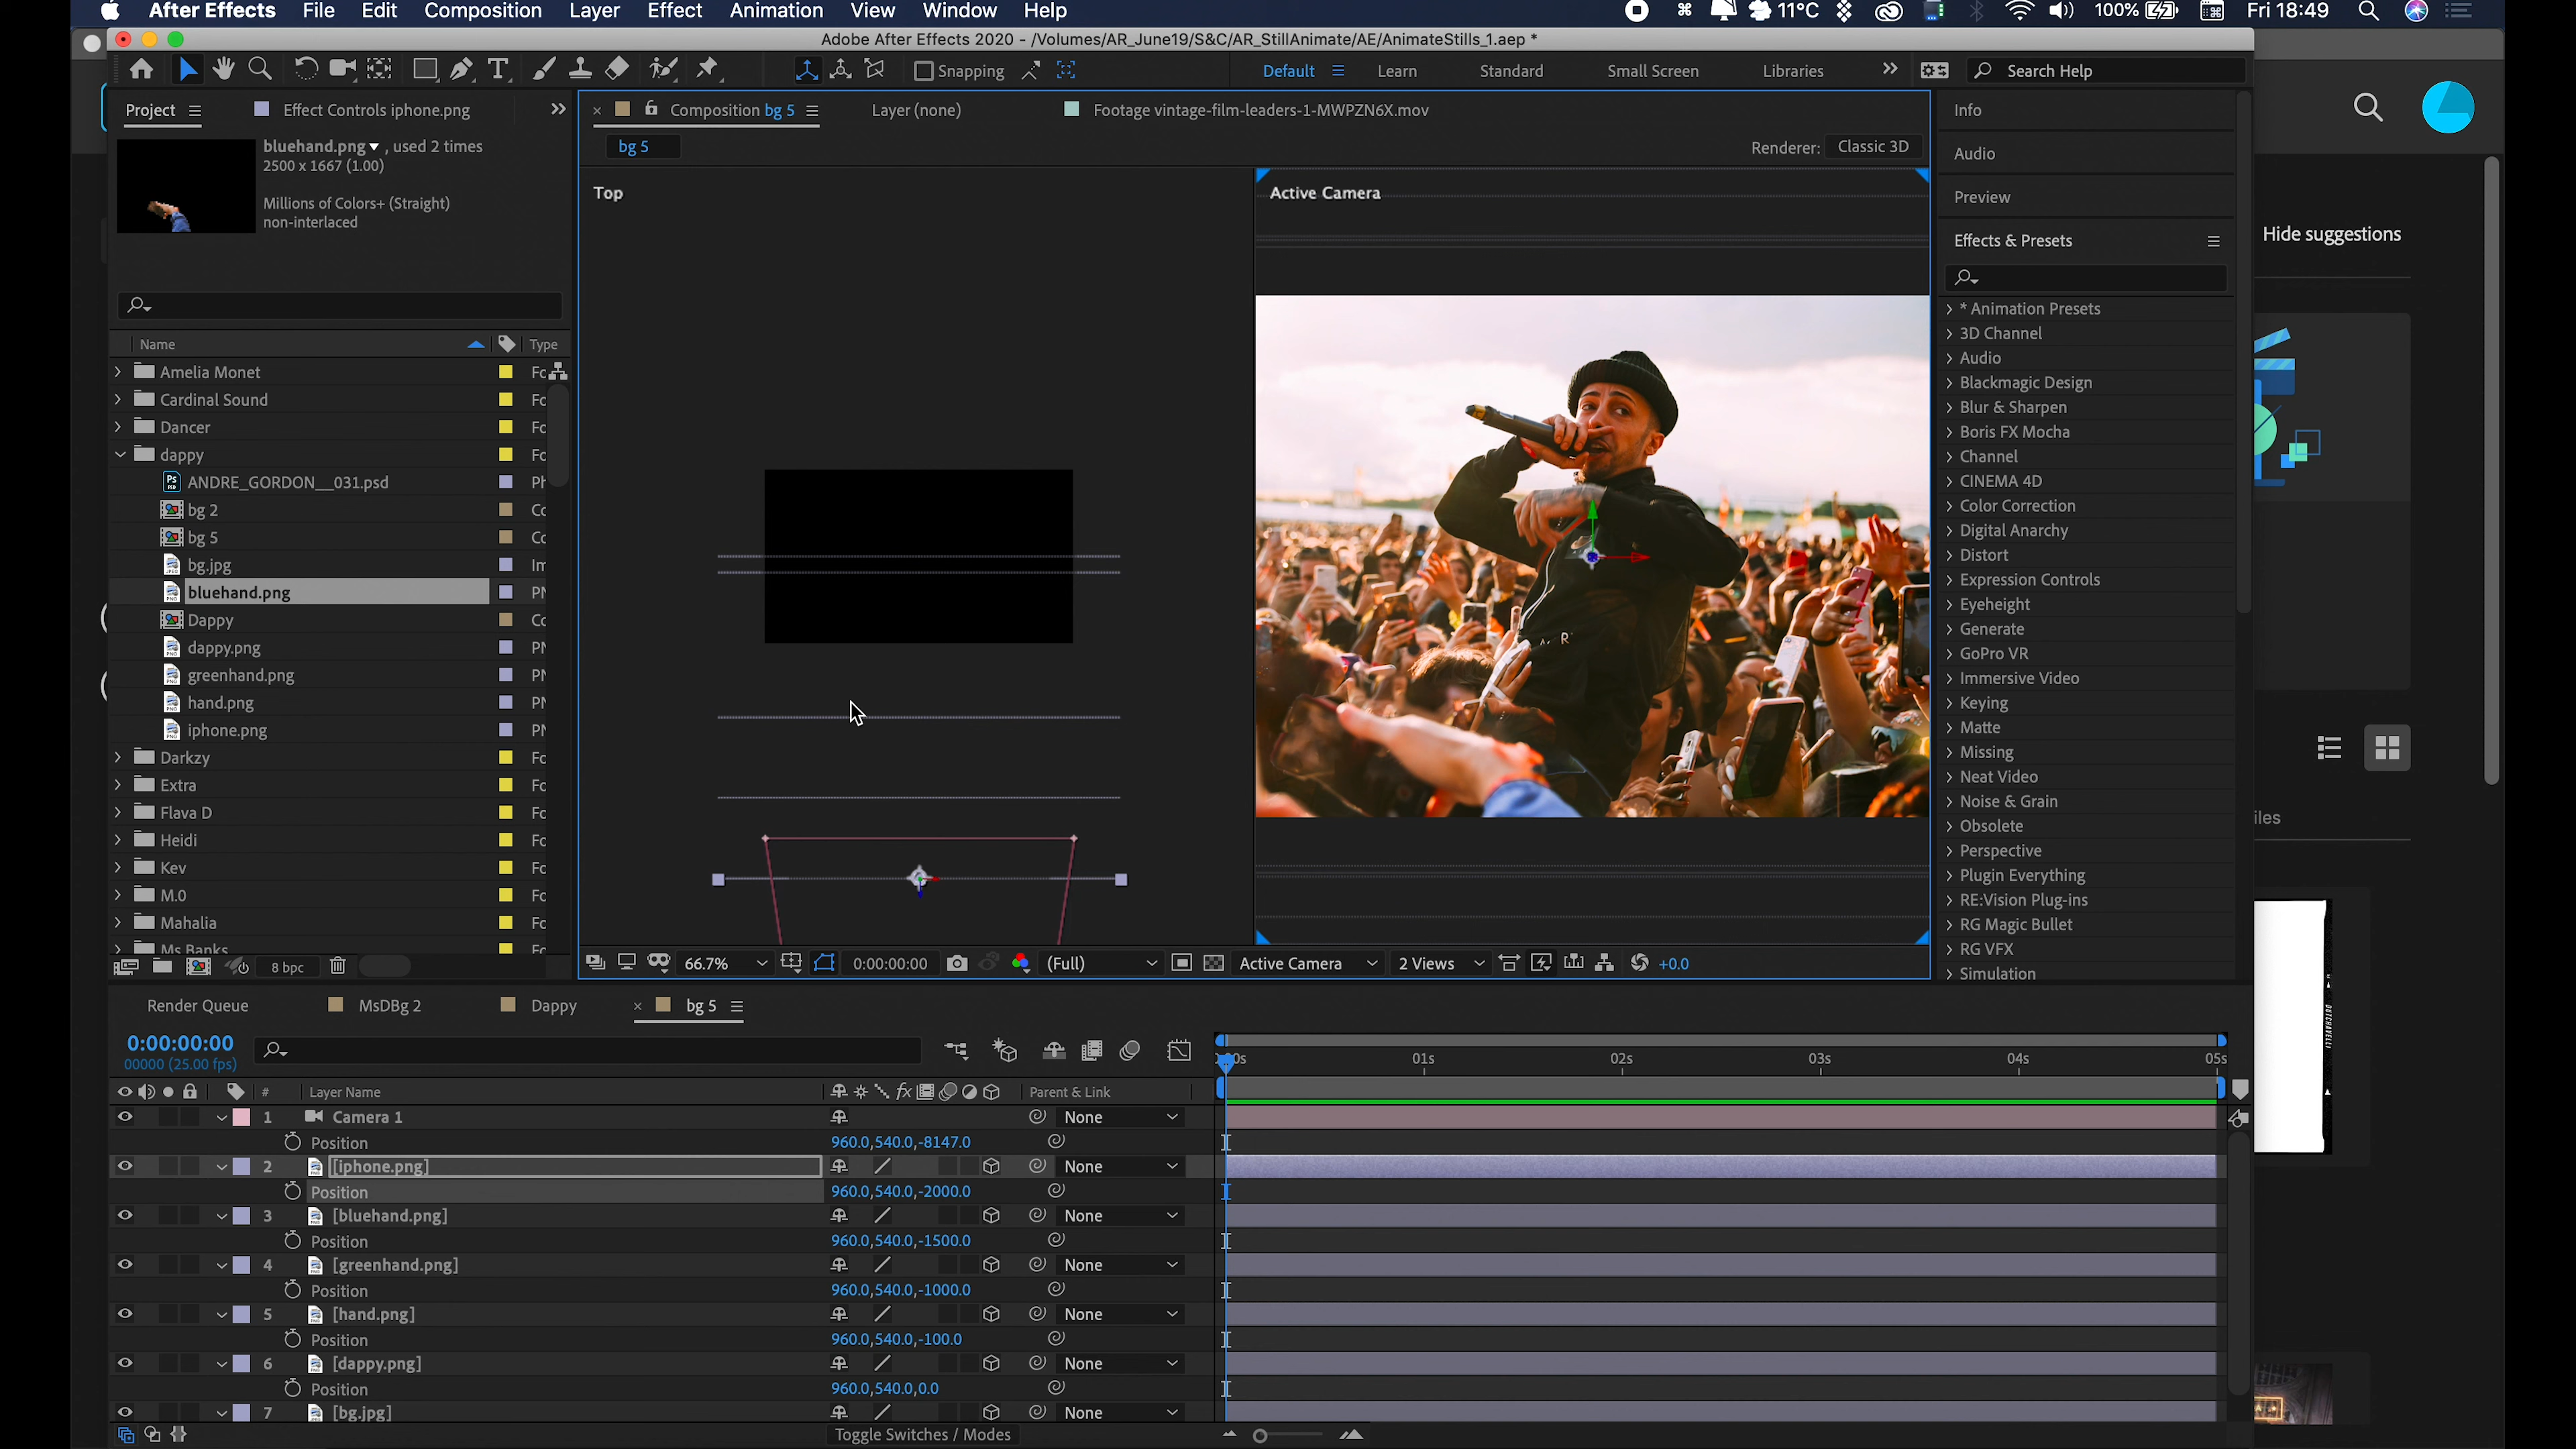 After Effects File Edit Composition Layer Effect Animation View Window Help 11°C 100% Fri 18:49
Adobe After Effects 2020 - /Volumes/AR_June19/S&C/AR_StillAnimate/AE/AnimateStills_1.aep *
Snapping Default Learn Standard Small Screen Libraries Search Help
Project Effect Controls iphone.png Composition bg 5 Layer (none) Footage vintage-film-leaders-1-MWPZN6X.mov Info
bluehand.png , used 2 times
2500 x 1667 (1.00)
Millions of Colors+ (Straight)
non-interlaced
bg 5 Renderer: Classic 3D
Top Active Camera
Audio
Preview
Effects & Presets
Hide suggestions
Name Type
Amelia Monet
Cardinal Sound
Dancer
dappy
ANDRE_GORDON__031.psd
bg 2
bg 5
bg.jpg
bluehand.png
Dappy
dappy.png
greenhand.png
hand.png
iphone.png
Darkzy
Extra
Flava D
Heidi
Kev
M.0
Mahalia
Ms Banks
8 bpc
* Animation Presets
3D Channel
Audio
Blackmagic Design
Blur & Sharpen
Boris FX Mocha
Channel
CINEMA 4D
Color Correction
Digital Anarchy
Distort
Expression Controls
Eyeheight
Generate
GoPro VR
Immersive Video
Keying
Matte
Missing
Neat Video
Noise & Grain
Obsolete
Perspective
Plugin Everything
RE:Vision Plug-ins
RG Magic Bullet
RG VFX
Simulation
66.7% 0:00:00:00 (Full) Active Camera 2 Views +0.0
Render Queue MsDBg 2 Dappy bg 5
0:00:00:00
00000 (25.00 fps)
01s 02s 03s 04s 05s
# Layer Name Parent & Link
1 Camera 1 None
Position 960.0,540.0,-8147.0
2 [iphone.png] None
Position 960.0,540.0,-2000.0
3 [bluehand.png] None
Position 960.0,540.0,-1500.0
4 [greenhand.png] None
Position 960.0,540.0,-1000.0
5 [hand.png] None
Position 960.0,540.0,-100.0
6 [dappy.png] None
Position 960.0,540.0,0.0
7 [bg.jpg] None
Toggle Switches / Modes